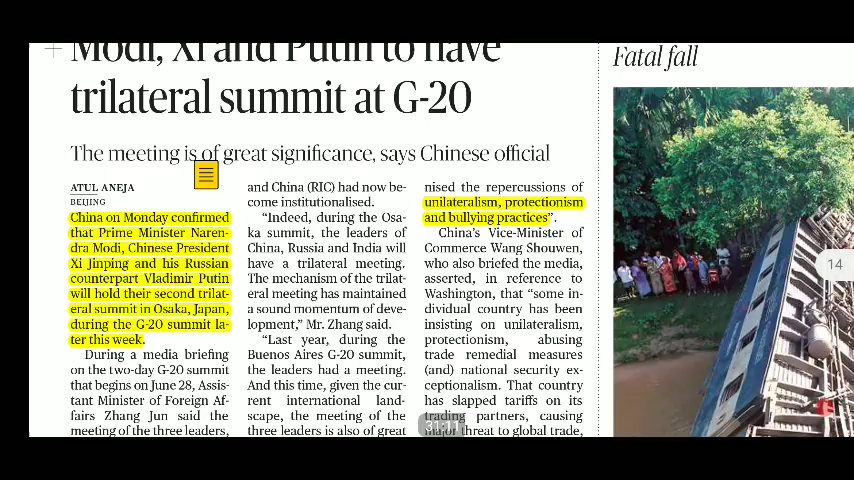 Modi, Xi and Putin to have
trilateral summit at G-20
The meeting is of great significance, says Chinese official
ATUL ANEJA
BEIJING
China on Monday confirmed
that Prime Minister Naren-
dra Modi, Chinese President
Xi Jinping and his Russian
counterpart Vladimir Putin
will hold their second trilat-
eral summit in Osaka, Japan,
during the G-20 summit la-
ter this week.
During a media briefing
on the two-day G-20 summit
that begins on June 28, Assis-
tant Minister of Foreign Af-
fairs Zhang Jun said the
meeting of the three leaders,
and China (RIC) had now be-
come institutionalised.
“Indeed, during the Osa-
ka summit, the leaders of
China, Russia and India will
have a trilateral meeting.
The mechanism of the trilat-
eral meeting has maintained
a sound momentum of deve-
lopment,” Mr. Zhang said.
“Last year, during the
Buenos Aires G-20 summit,
the leaders had a meeting.
And this time, given the cur-
rent international land-
scape, the meeting of the
three leaders is also of great
nised the repercussions of
unilateralism, protectionism
and bullying practices”.
China’s Vice-Minister of
Commerce Wang Shouwen,
who also briefed the media,
asserted, in reference to
Washington, that “some in-
dividual country has been
insisting on unilateralism,
protectionism, abusing
trade remedial measures
(and) national security ex-
ceptionalism. That country
has slapped tariffs on its
trading partners, causing
major threat to global trade,
31:11
Fatal fall
14